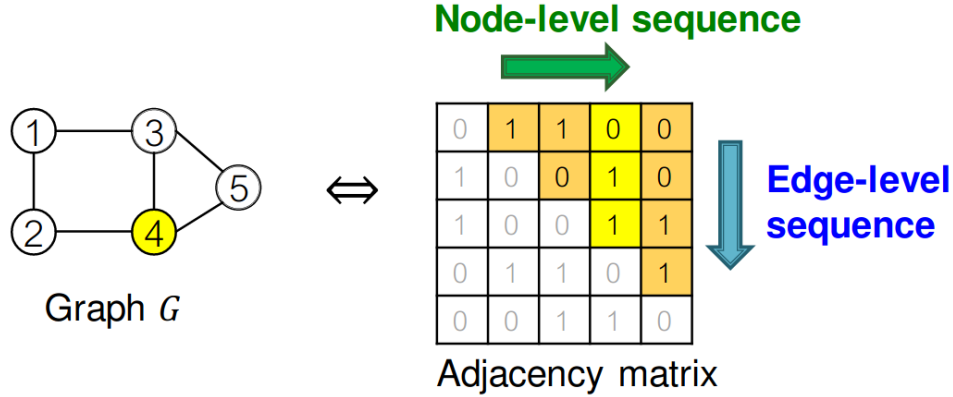 Node-level sequence
1 3
5
2 4
⇔
Graph G
0 1 1 0 0
1 0 0 1 0
1 0 0 1 1
0 1 1 0 1
0 0 1 1 0
Edge-level
sequence
Adjacency matrix